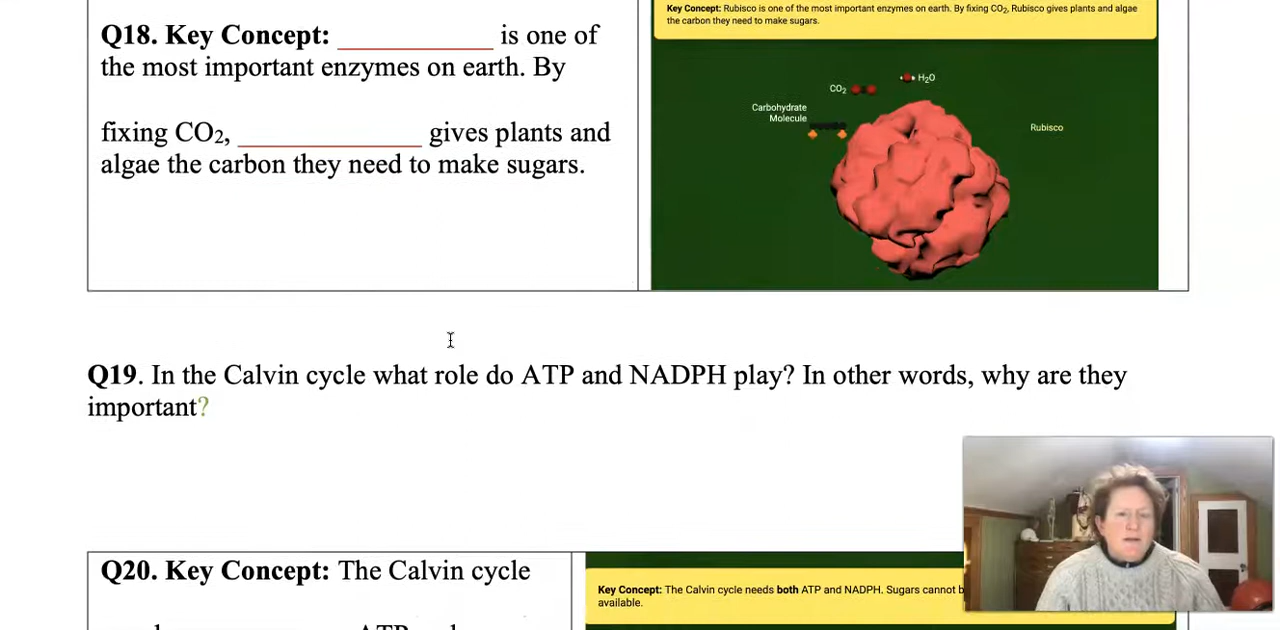 Q18. Key Concept: ____________ is one of
the most important enzymes on earth. By
fixing CO2, ______________ gives plants and
algae the carbon they need to make sugars.
Key Concept: Rubisco is one of the most important enzymes on earth. By fixing CO₂, Rubisco gives plants and algae
the carbon they need to make sugars.
H₂O
CO₂
Carbohydrate
Molecule
Rubisco
Q19. In the Calvin cycle what role do ATP and NADPH play? In other words, why are they
important?
Q20. Key Concept: The Calvin cycle
Key Concept: The Calvin cycle needs both ATP and NADPH. Sugars cannot
available.